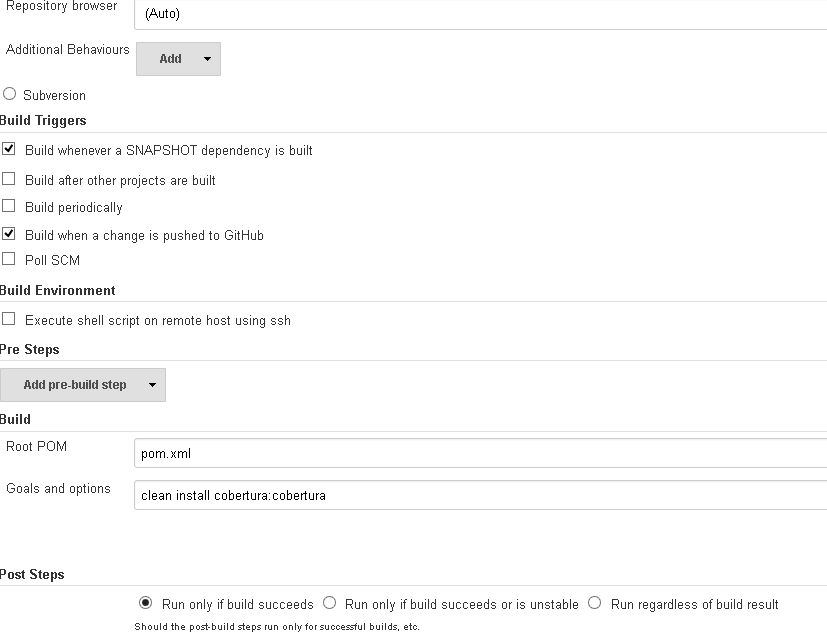 Repository browser
(Auto)
Additional Behaviours Add
Subversion
Build Triggers
Build whenever a SNAPSHOT dependency is built
Build after other projects are built
Build periodically
Build when a change is pushed to GitHub
Poll SCM
Build Environment
Execute shell script on remote host using ssh
Pre Steps
Add pre-build step
Build
Root POM
pom.xml
Goals and options
clean install cobertura:cobertura
Post Steps
Run only if build succeeds Run only if build succeeds or is unstable Run regardless of build result
Should the post-build steps run only for successful builds, etc.